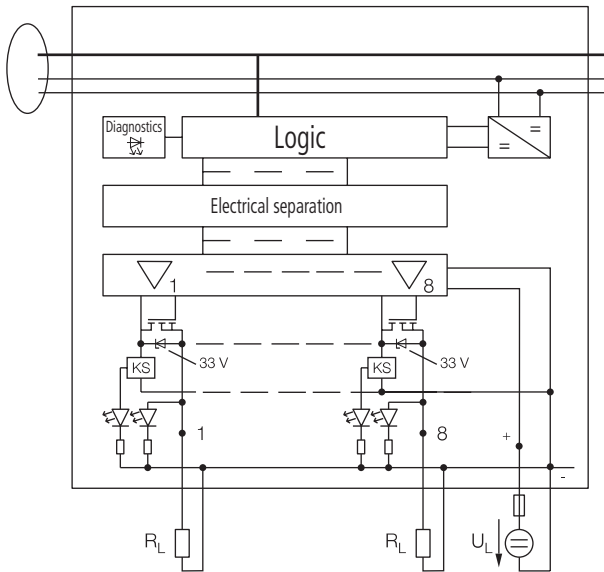 Diagnostics
Logic
=
=
Electrical separation
1
8
33 V
33 V
KS
KS
1
8
+
-
R_L
R_L
U_L